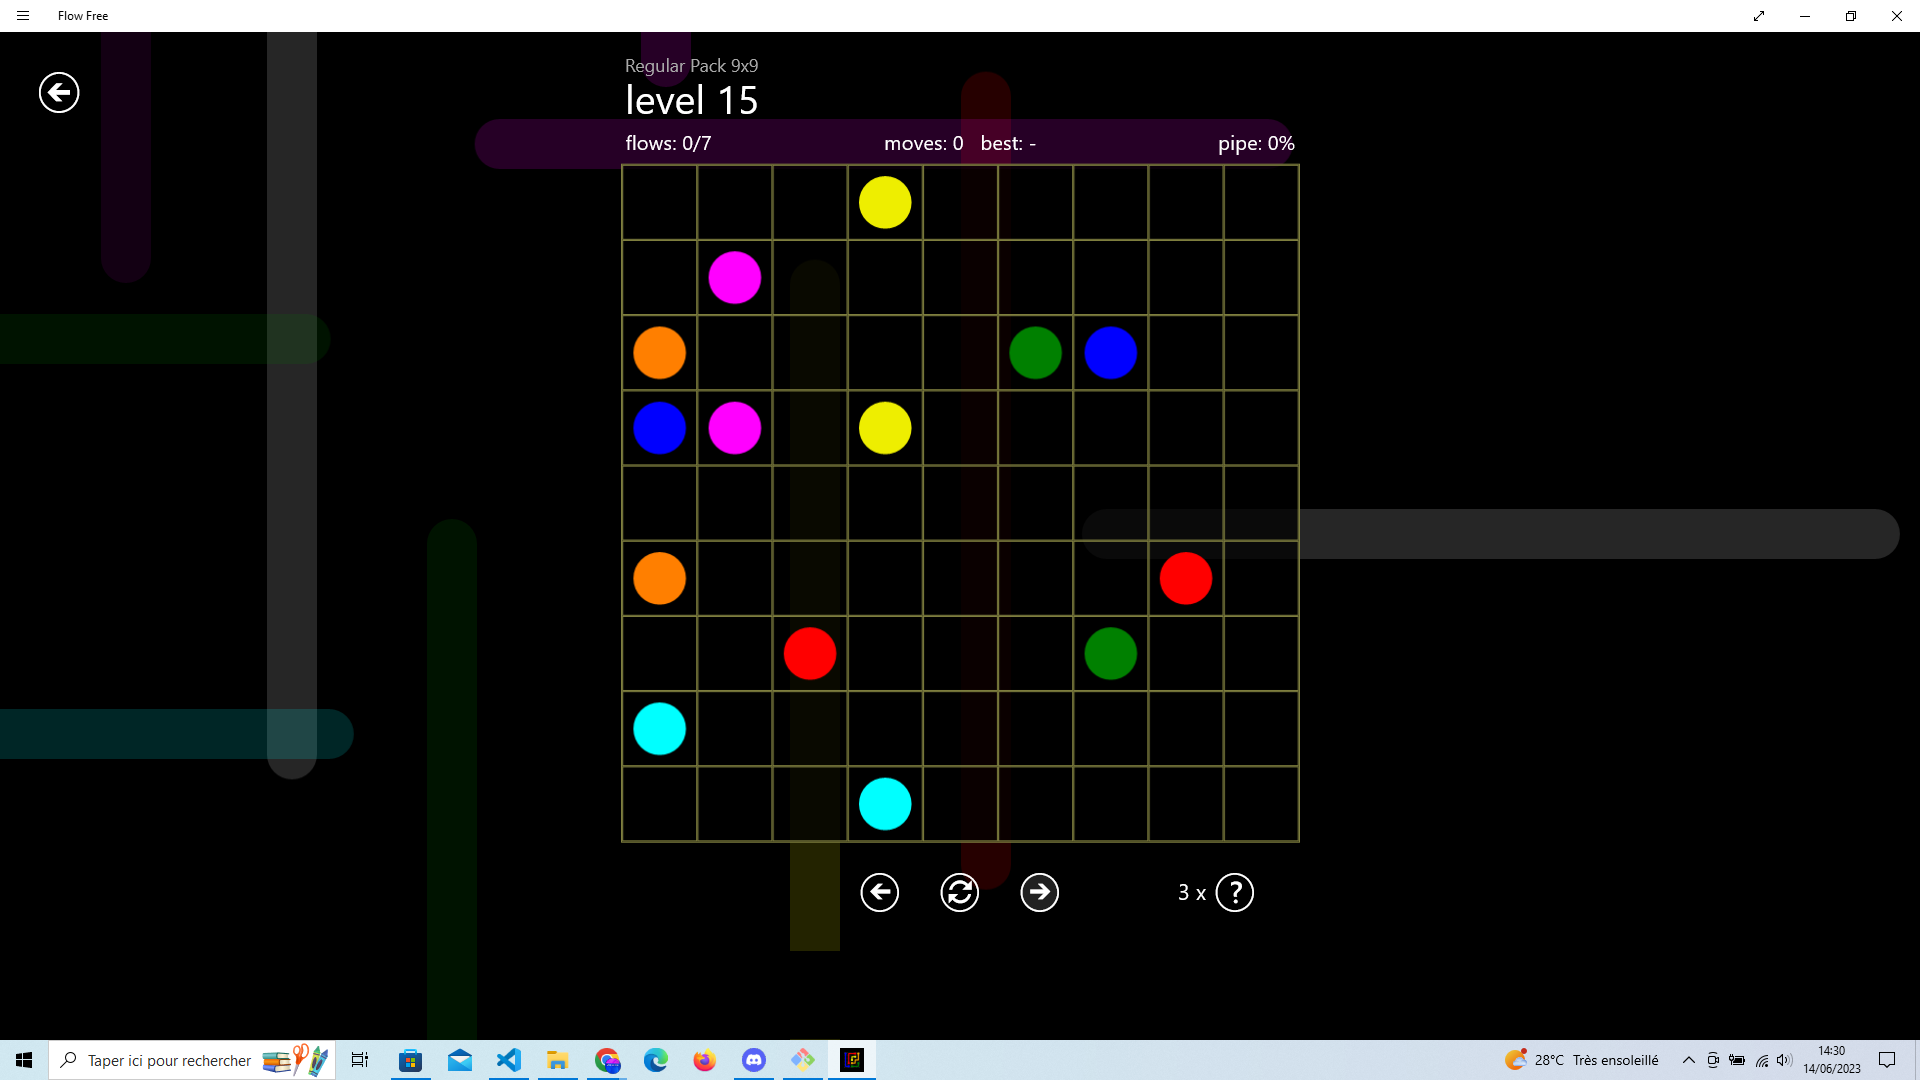 Flow Free
Regular Pack 9x9
level 15
flows: 0/7 moves: 0 best: - pipe: 0%
3 x ?
Taper ici pour rechercher
28°C Très ensoleillé
14:30
14/06/2023